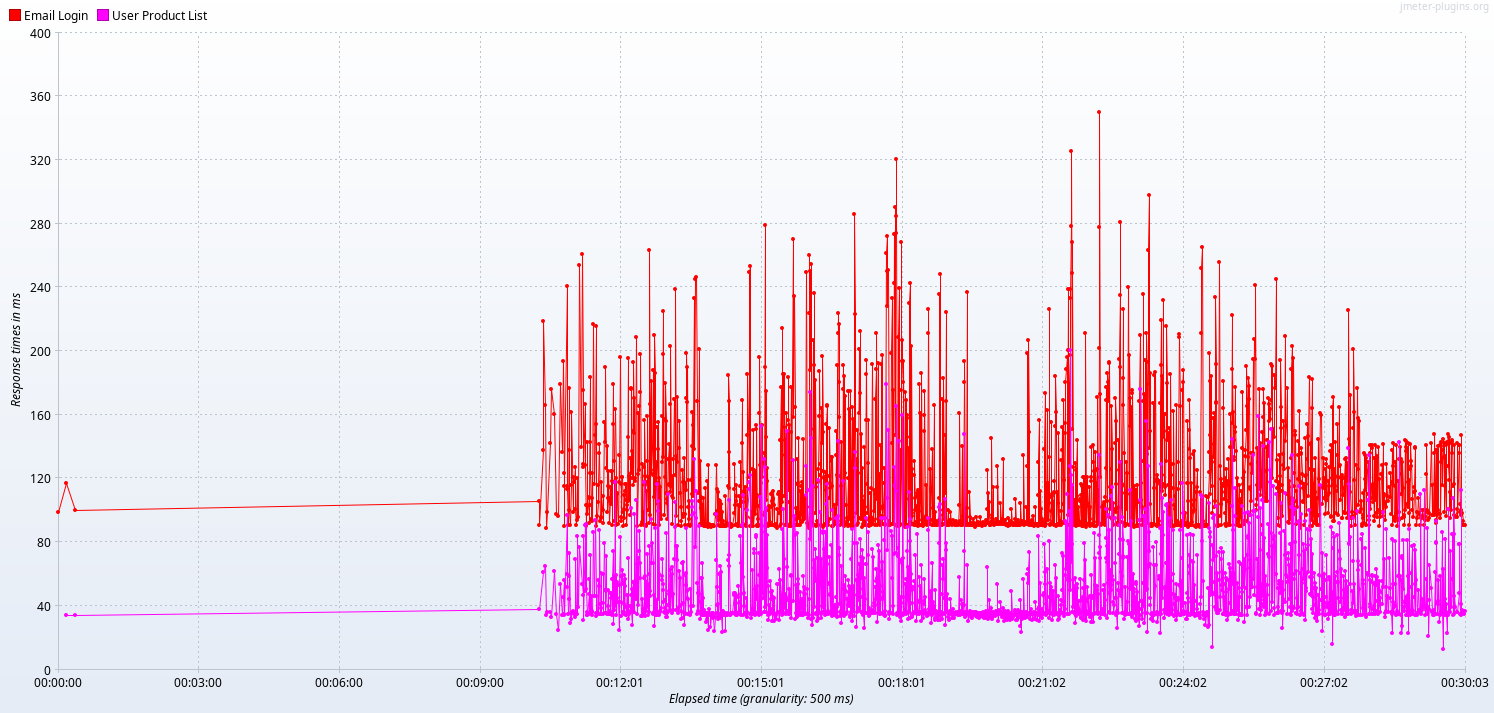 jmeter-plugins.org
Email Login User Product List
400
360
320
280
240
200
160
120
80
40
0
Response times in ms
00:00:00 00:03:00 00:06:00 00:09:00 00:12:01 00:15:01 00:18:01 00:21:02 00:24:02 00:27:02 00:30:03
Elapsed time (granularity: 500 ms)